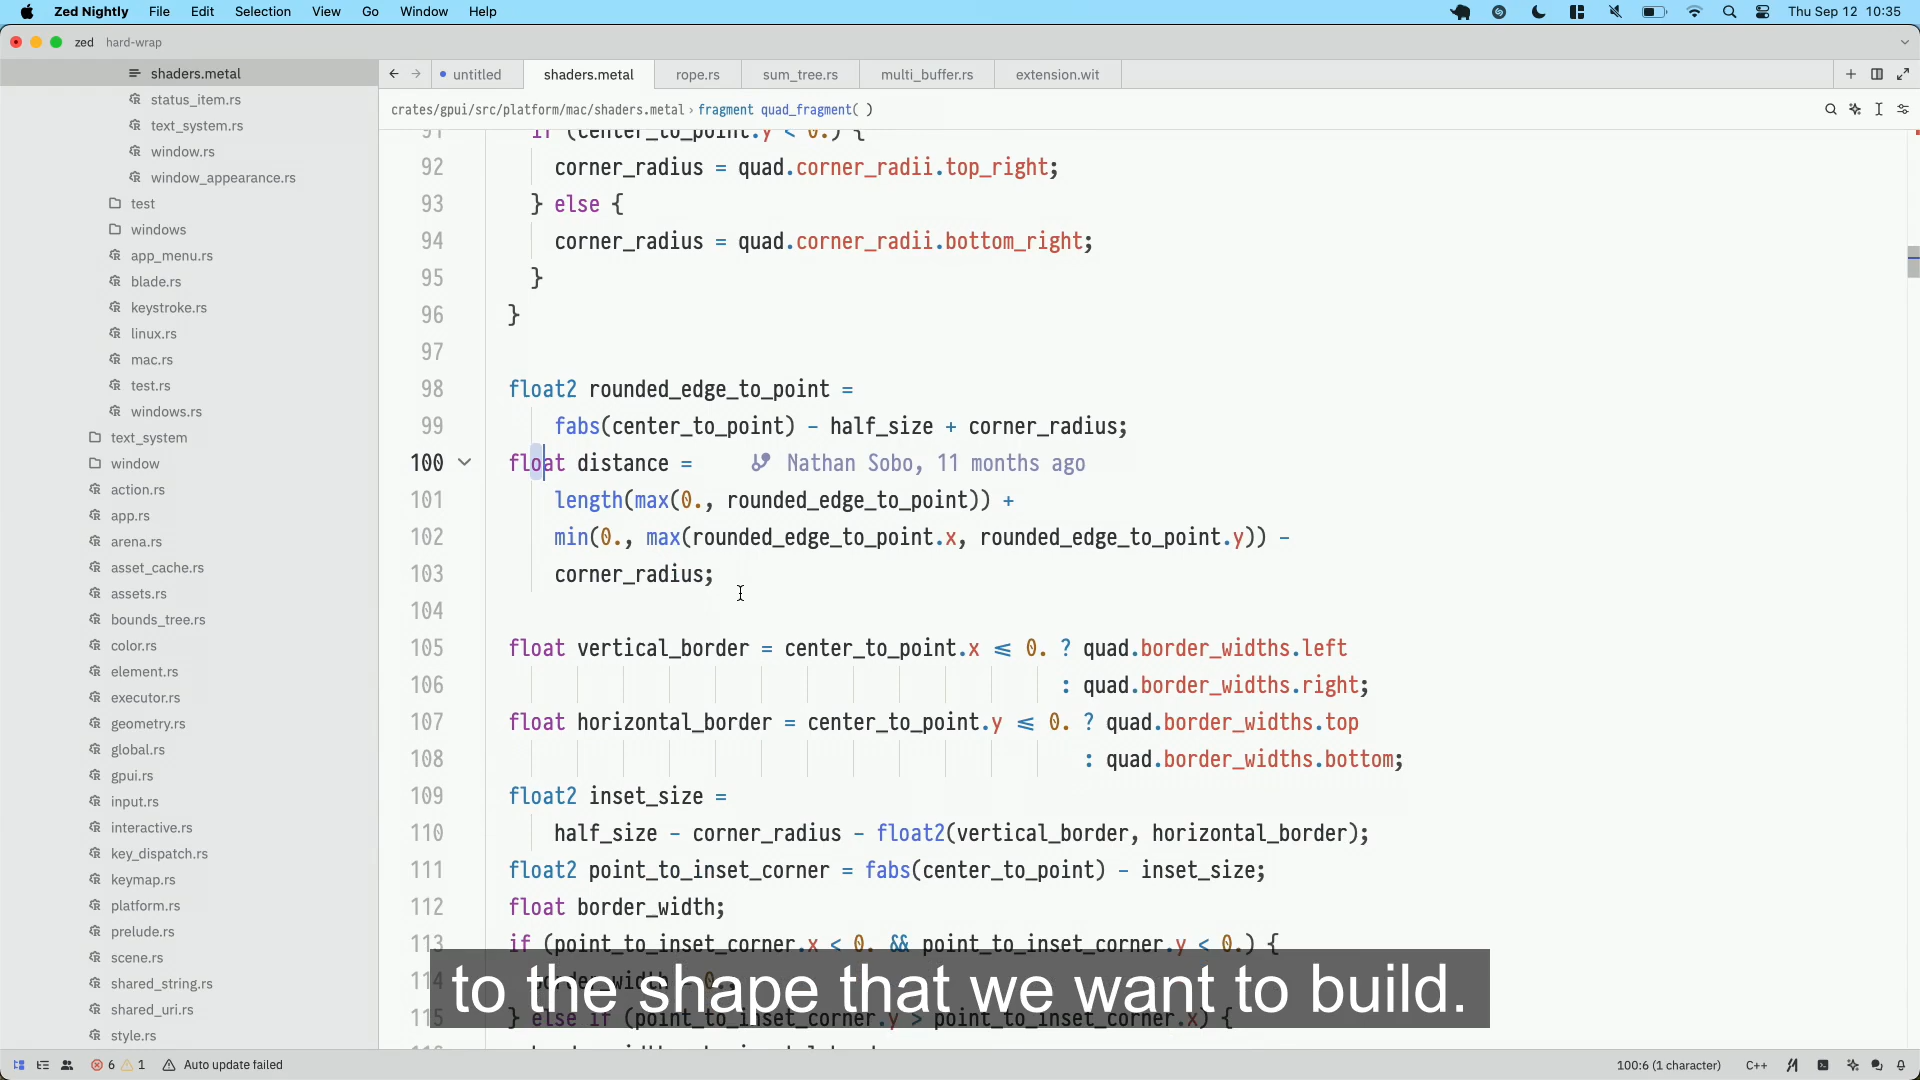 Zed Nightly File Edit Selection View Go Window Help Thu Sep 12 10:35
zed hard-wrap
shaders.metal
status_item.rs
text_system.rs
window.rs
window_appearance.rs
test
windows
app_menu.rs
blade.rs
keystroke.rs
linux.rs
mac.rs
test.rs
windows.rs
text_system
window
action.rs
app.rs
arena.rs
asset_cache.rs
assets.rs
bounds_tree.rs
color.rs
element.rs
executor.rs
geometry.rs
global.rs
gpui.rs
input.rs
interactive.rs
key_dispatch.rs
keymap.rs
platform.rs
prelude.rs
scene.rs
shared_string.rs
shared_uri.rs
style.rs
untitled shaders.metal rope.rs sum_tree.rs multi_buffer.rs extension.wit
crates/gpui/src/platform/mac/shaders.metal › fragment quad_fragment( )
91 if (center_to_point.y < 0.) {
92 corner_radius = quad.corner_radii.top_right;
93 } else {
94 corner_radius = quad.corner_radii.bottom_right;
95 }
96 }
97
98 float2 rounded_edge_to_point =
99 fabs(center_to_point) - half_size + corner_radius;
100 float distance = Nathan Sobo, 11 months ago
101 length(max(0., rounded_edge_to_point)) +
102 min(0., max(rounded_edge_to_point.x, rounded_edge_to_point.y)) -
103 corner_radius;
104
105 float vertical_border = center_to_point.x <= 0. ? quad.border_widths.left
106 : quad.border_widths.right;
107 float horizontal_border = center_to_point.y <= 0. ? quad.border_widths.top
108 : quad.border_widths.bottom;
109 float2 inset_size =
110 half_size - corner_radius - float2(vertical_border, horizontal_border);
111 float2 point_to_inset_corner = fabs(center_to_point) - inset_size;
112 float border_width;
113 if (point_to_inset_corner.x < 0. && point_to_inset_corner.y < 0.) {
114 border_width = 0.;
115 } else if (point_to_inset_corner.y > point_to_inset_corner.x) {
to the shape that we want to build.
6 1 Auto update failed 100:6 (1 character) C++